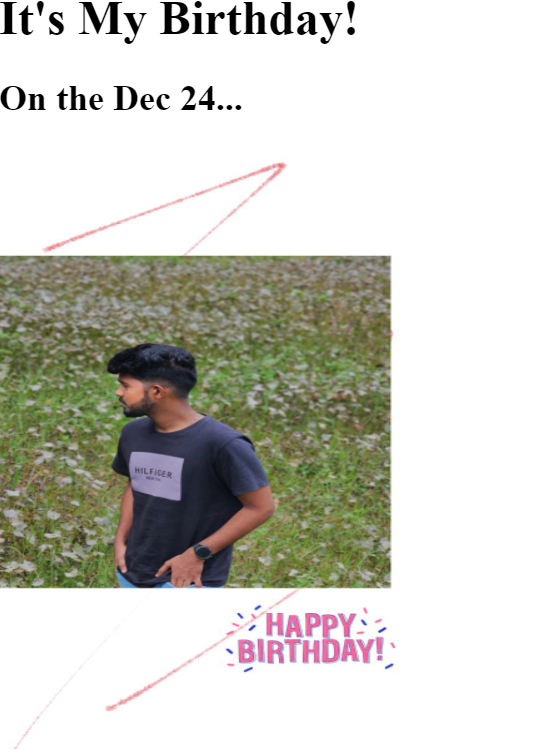 It's My Birthday!
On the Dec 24...
HILFIGER
HAPPY
BIRTHDAY!